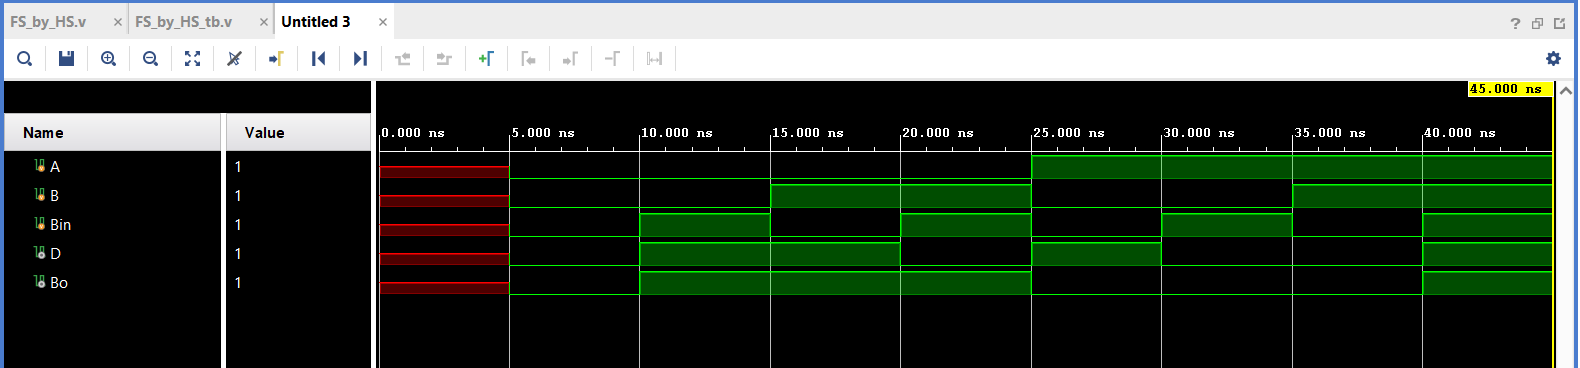 FS_by_HS.v × FS_by_HS_tb.v × Untitled 3 × ?
45.000 ns
Name Value 0.000 ns 5.000 ns 10.000 ns 15.000 ns 20.000 ns 25.000 ns 30.000 ns 35.000 ns 40.000 ns
A 1
B 1
Bin 1
D 1
Bo 1